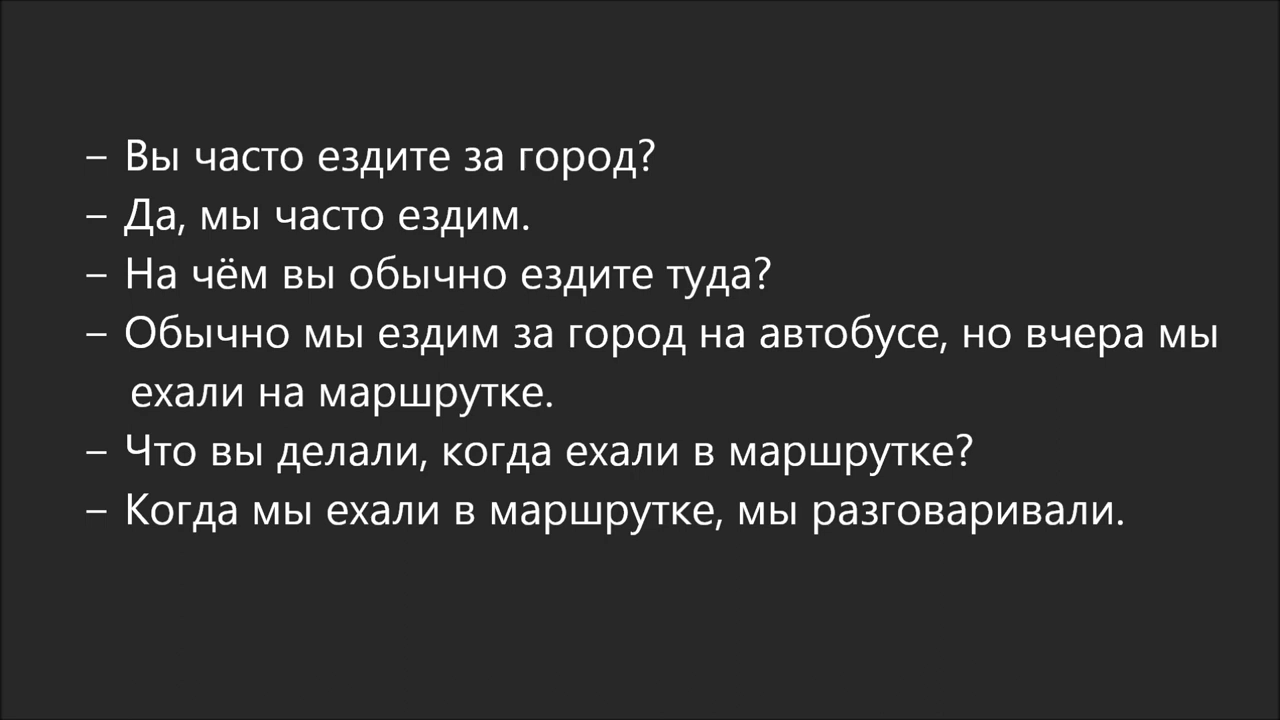 – Вы часто ездите за город?
– Да, мы часто ездим.
– На чём вы обычно ездите туда?
– Обычно мы ездим за город на автобусе, но вчера мы
ехали на маршрутке.
– Что вы делали, когда ехали в маршрутке?
– Когда мы ехали в маршрутке, мы разговаривали.